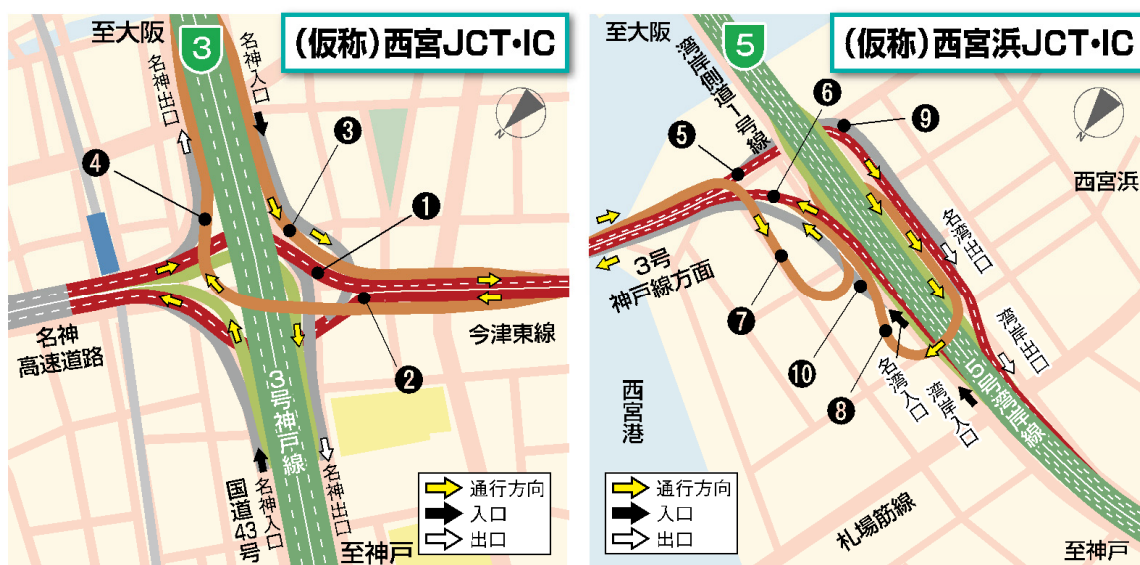 至大阪
3
(仮称)西宮JCT・IC
名神出口
名神入口
N
4
3
1
2
名神
高速道路
今津東線
3号神戸線
国道43号
名神入口
名神出口
至神戸
通行方向
入口
出口
至大阪
5
(仮称)西宮浜JCT・IC
湾岸側道1号線
N
5
6
9
西宮浜
3号
神戸線方面
名湾出口
7
10
8
名湾入口
湾岸入口
湾岸出口
5号湾岸線
西宮港
札場筋線
至神戸
通行方向
入口
出口